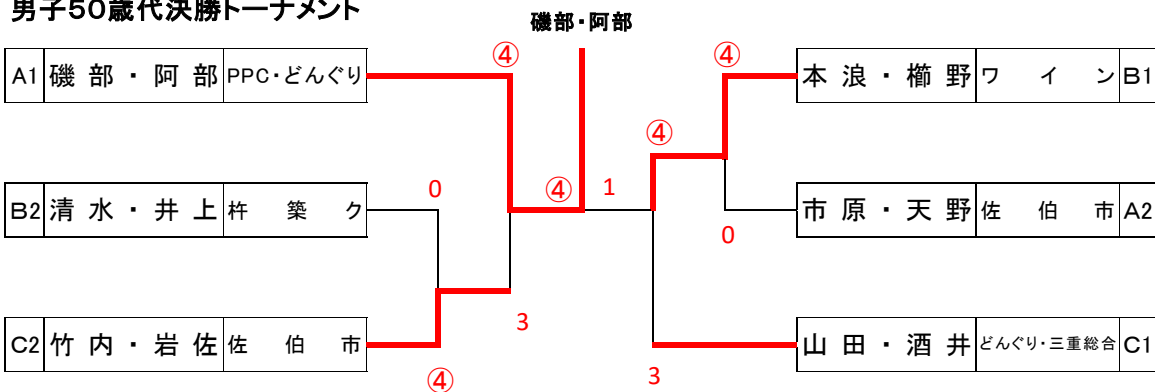 男子50歳代決勝トーナメント
磯部・阿部
A1 磯部・阿部 PPC・どんぐり
④
④
本浪・櫛野 ワイン B1
④
B2 清水・井上 杵築ク
0
④
1
市原・天野 佐伯市 A2
0
C2 竹内・岩佐 佐伯市
④
3
3
山田・酒井 どんぐり・三重総合 C1